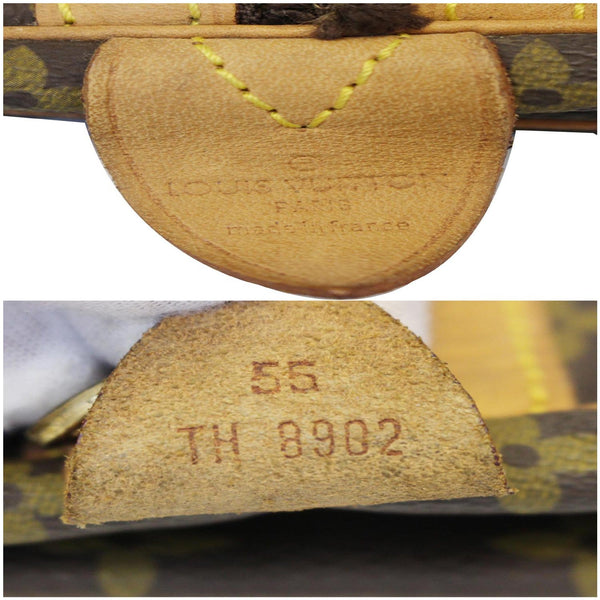 ®
LOUIS VUITTON
PARIS
made in france
55
TH 8902